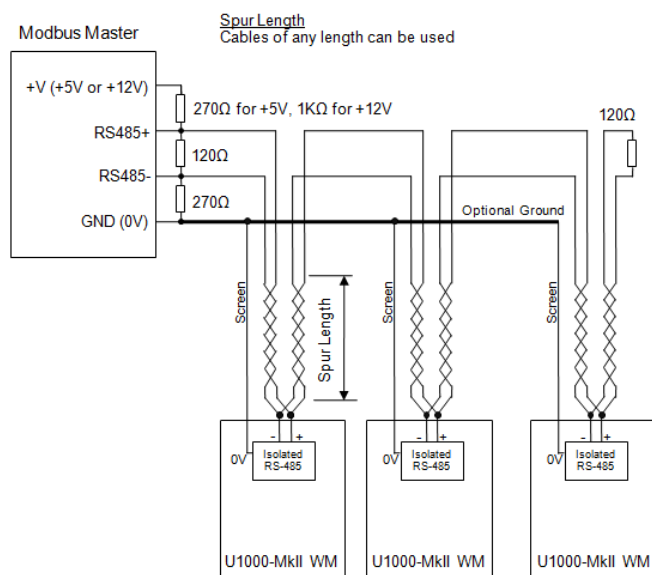 Spur Length
Cables of any length can be used
Modbus Master
+V (+5V or +12V)
270Ω for +5V, 1KΩ for +12V
120Ω
RS485+
120Ω
RS485-
270Ω
Optional Ground
GND (0V)
Screen
Spur Length
Screen
Screen
- +
- +
- +
0V
Isolated
RS-485
0V
Isolated
RS-485
0V
Isolated
RS-485
U1000-MkII WM
U1000-MkII WM
U1000-MkII WM